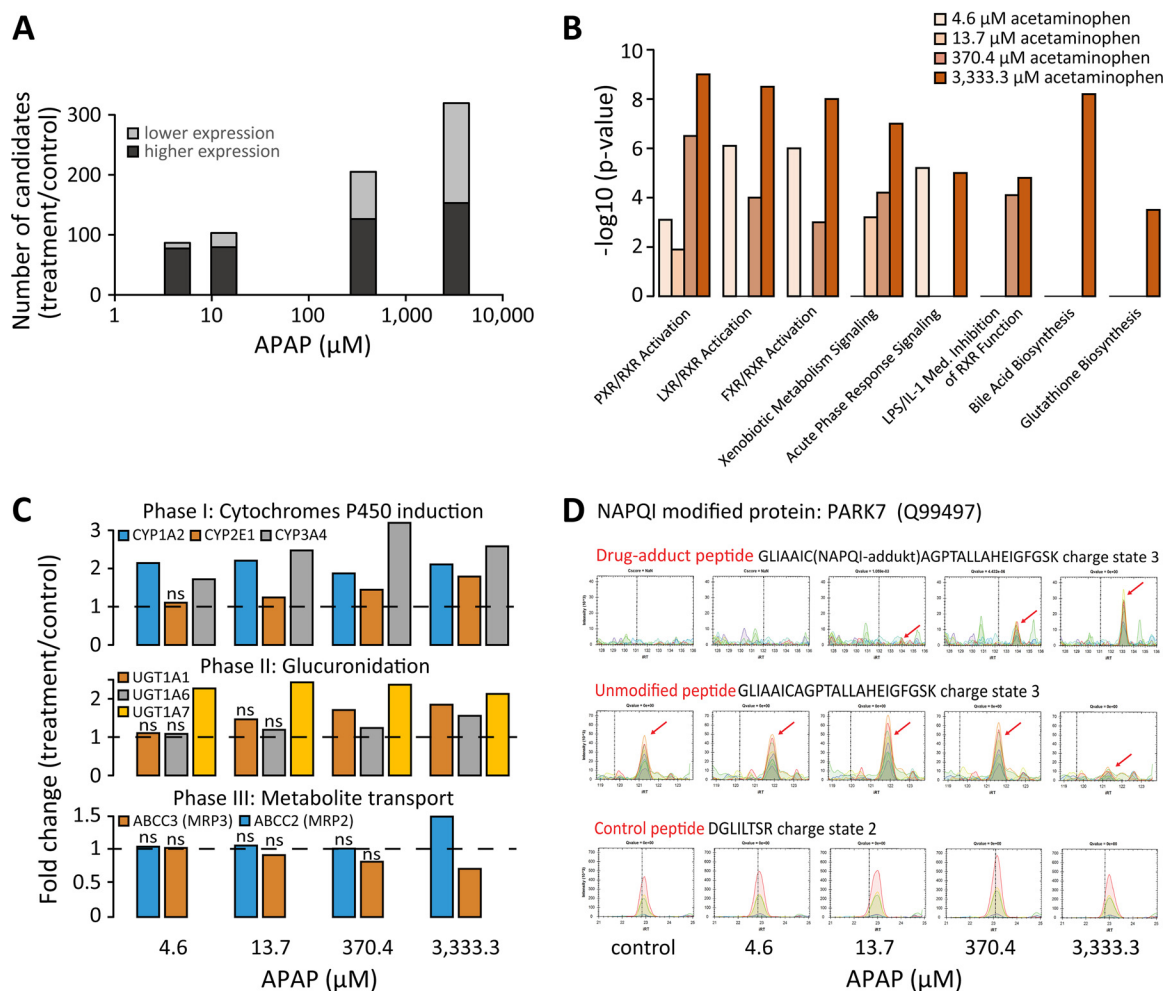 A
Number of candidates
(treatment/control)
300
200
100
0
lower expression
higher expression
1
10
100
1,000
10,000
APAP (µM)
B
4.6 µM acetaminophen
13.7 µM acetaminophen
370.4 µM acetaminophen
3,333.3 µM acetaminophen
-log10 (p-value)
10
8
6
4
2
0
PXR/RXR Activation
LXR/RXR Actication
FXR/RXR Activation
Xenobiotic Metabolism Signaling
Acute Phase Response Signaling
LPS/IL-1 Med. Inhibition
of RXR Function
Bile Acid Biosynthesis
Glutathione Biosynthesis
C
Fold change (treatment/control)
Phase I: Cytochromes P450 induction
3
2
1
0
CYP1A2 CYP2E1 CYP3A4
ns
Phase II: Glucuronidation
2
1
0
UGT1A1
UGT1A6
UGT1A7
ns ns ns ns
Phase III: Metabolite transport
1.5
1
0.5
0
ABCC3 (MRP3) ABCC2 (MRP2)
ns ns ns ns ns ns
4.6 13.7 370.4 3,333.3
APAP (µM)
D NAPQI modified protein: PARK7 (Q99497)
Drug-adduct peptide GLIAAIC(NAPQI-addukt)AGPTALLAHEIGFGSK charge state 3
Unmodified peptide GLIAAICAGPTALLAHEIGFGSK charge state 3
Control peptide DGLILTSR charge state 2
control 4.6 13.7 370.4 3,333.3
APAP (µM)